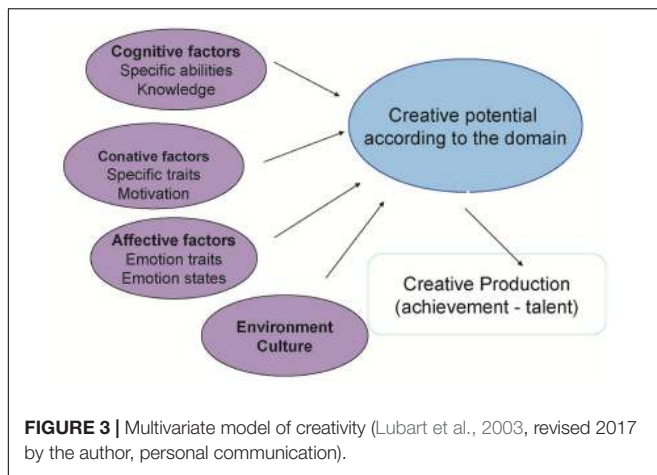 Cognitive factors
Specific abilities
Knowledge
Creative potential
according to the domain
Conative factors
Specific traits
Motivation
Affective factors
Emotion traits
Emotion states
Creative Production
(achievement - talent)
Environment
Culture
FIGURE 3 | Multivariate model of creativity (Lubart et al., 2003, revised 2017
by the author, personal communication).